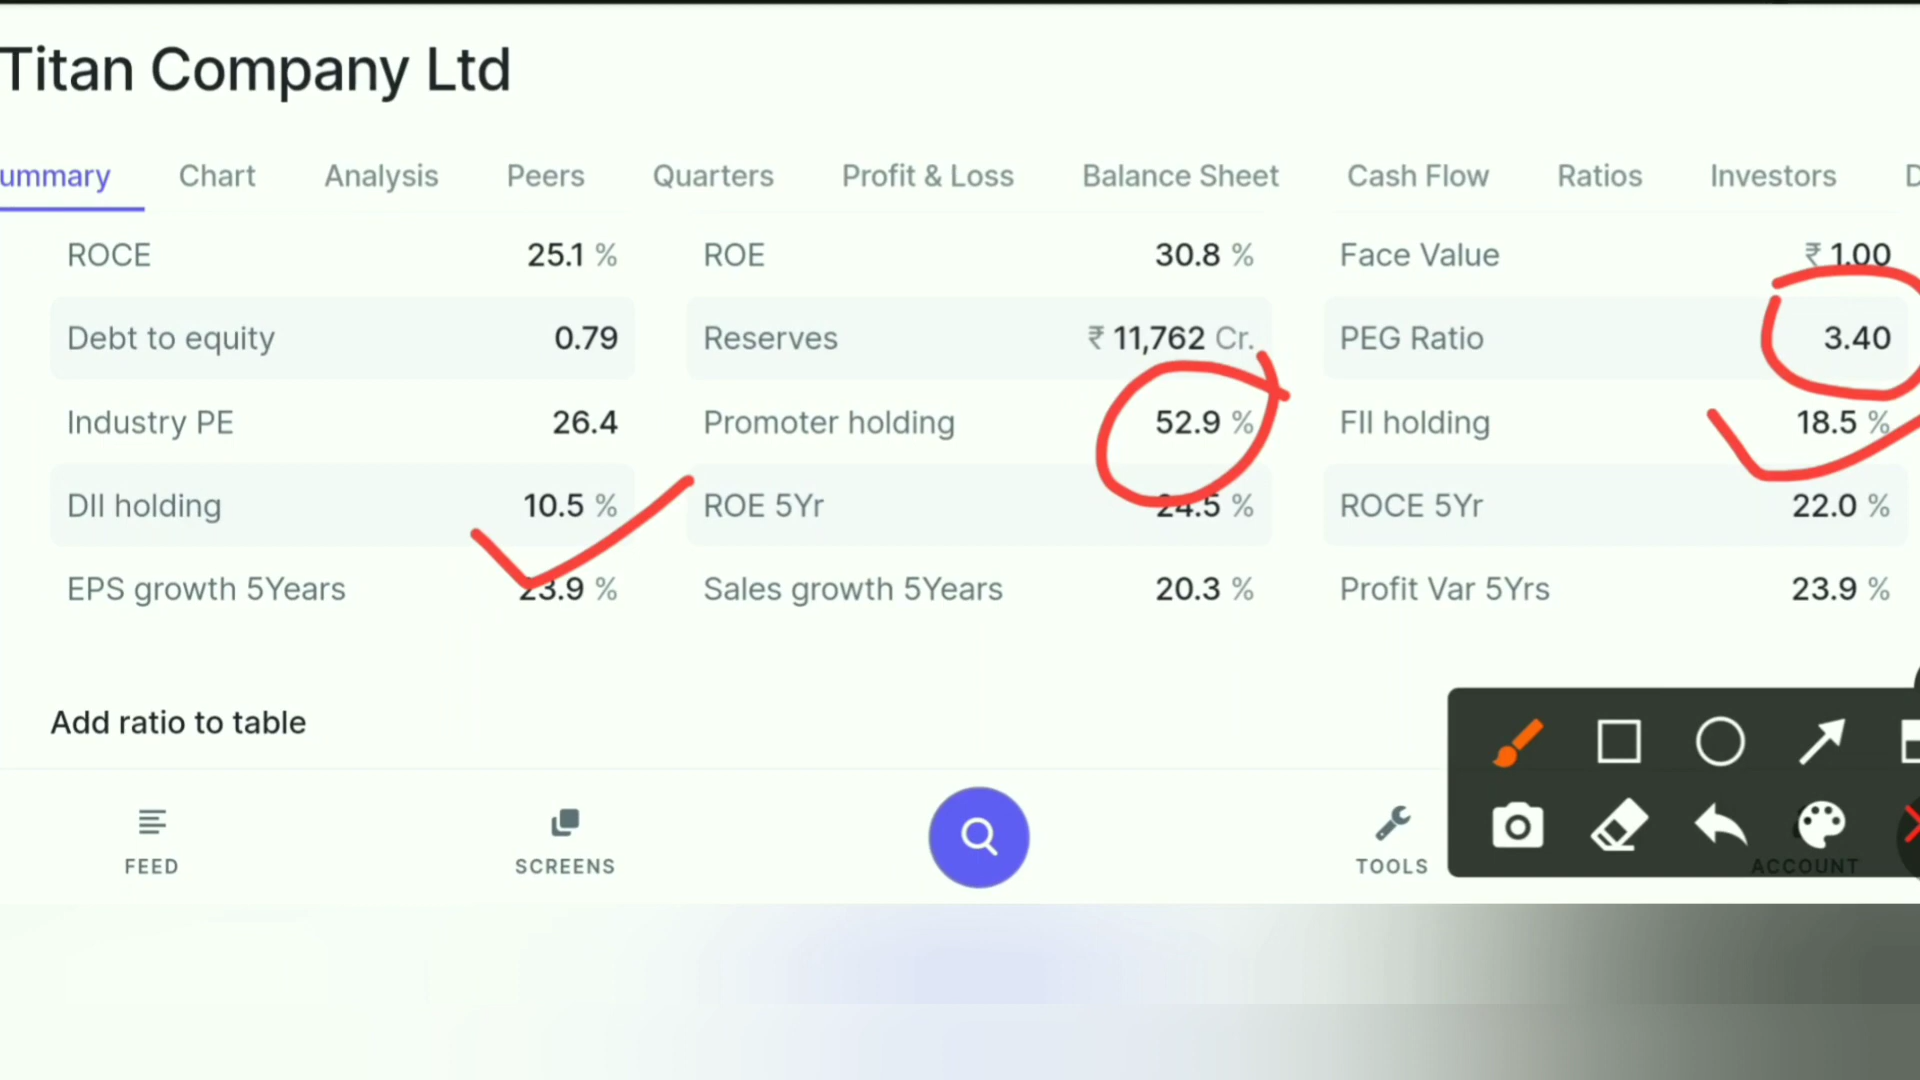 Titan Company Ltd
ummary Chart Analysis Peers Quarters Profit & Loss Balance Sheet Cash Flow Ratios Investors D
ROCE 25.1 % ROE 30.8 % Face Value ₹ 1.00
Debt to equity 0.79 Reserves ₹ 11,762 Cr. PEG Ratio 3.40
Industry PE 26.4 Promoter holding 52.9 % FII holding 18.5 %
DII holding 10.5 % ROE 5Yr 24.5 % ROCE 5Yr 22.0 %
EPS growth 5Years 23.9 % Sales growth 5Years 20.3 % Profit Var 5Yrs 23.9 %
Add ratio to table
FEED SCREENS TOOLS ACCOUNT